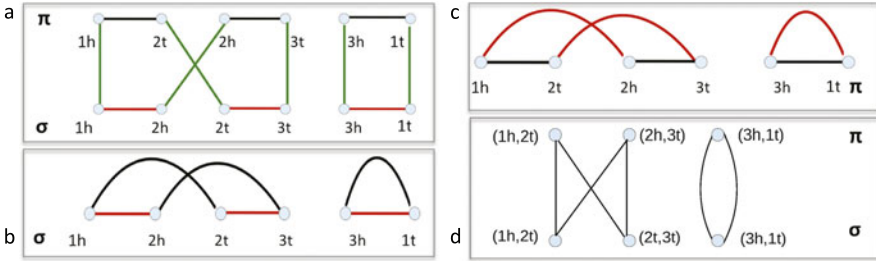 a
π
1h 2t 2h 3t 3h 1t
1h 2h 2t 3t 3h 1t
σ
b
1h 2h 2t 3t 3h 1t
σ
c
1h 2t 2h 3t 3h 1t
π
d
(1h,2t) (2h,3t) (3h,1t) π
σ
(1h,2t) (2t,3t) (3h,1t)